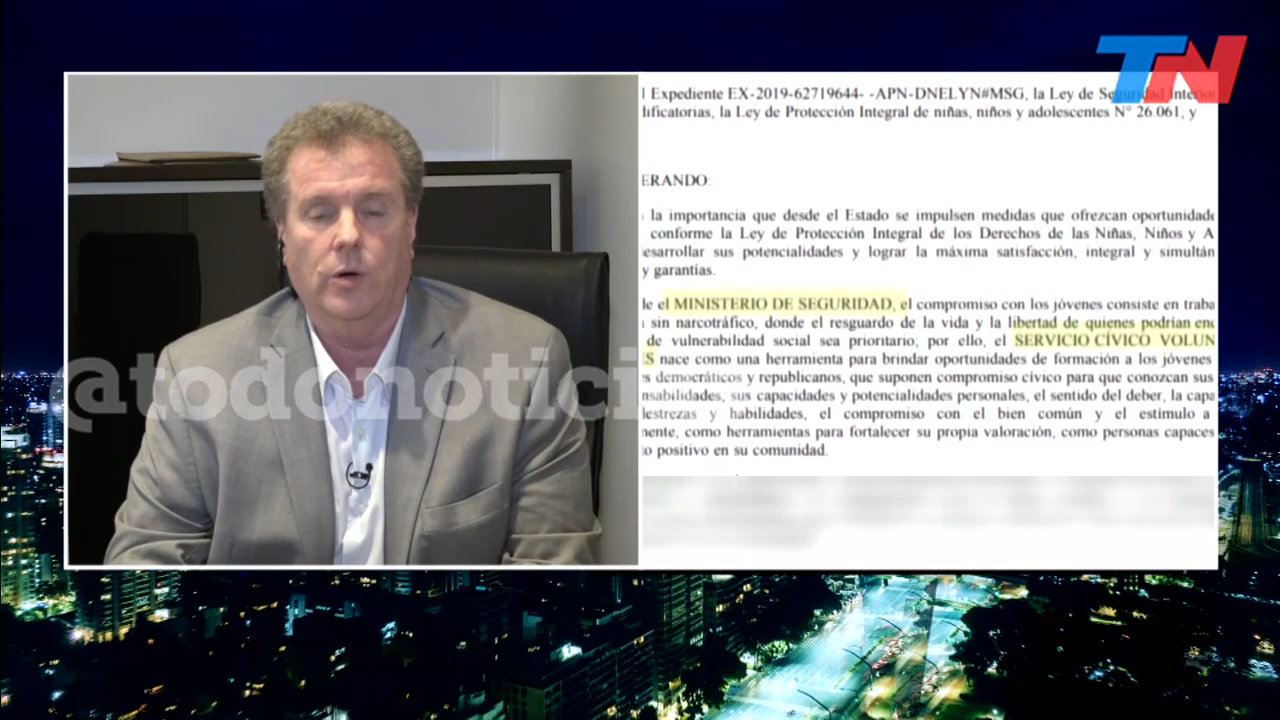 TN
l Expediente EX-2019-62719644- -APN-DNELYN#MSG, la Ley de Seguridad Interior
lificatorias, la Ley de Protección Integral de niñas, niños y adolescentes N° 26.061, y
ERANDO:
la importancia que desde el Estado se impulsen medidas que ofrezcan oportunidade
conforme la Ley de Protección Integral de los Derechos de las Niñas, Niños y A
esarrollar sus potencialidades y lograr la máxima satisfacción, integral y simultán
y garantías.
de el MINISTERIO DE SEGURIDAD, el compromiso con los jóvenes consiste en traba
sin narcotráfico, donde el resguardo de la vida y la libertad de quienes podrían enc
de vulnerabilidad social sea prioritario; por ello, el SERVICIO CÍVICO VOLUN
S nace como una herramienta para brindar oportunidades de formación a los jóvenes
es democráticos y republicanos, que suponen compromiso cívico para que conozcan sus
nsabilidades, sus capacidades y potencialidades personales, el sentido del deber, la capa
destrezas y habilidades, el compromiso con el bien común y el estímulo a
nente, como herramientas para fortalecer su propia valoración, como personas capaces
o positivo en su comunidad.
@todonotici